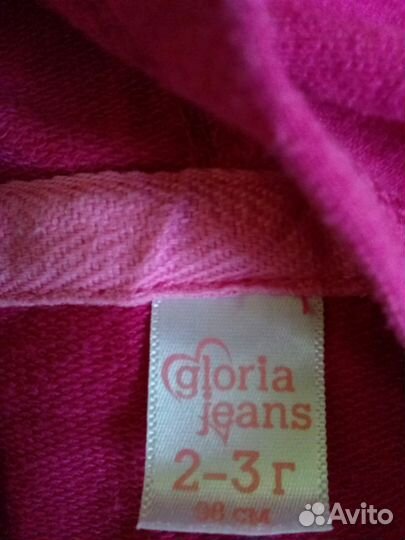 gloria
jeans
2-3 г
98 см
Avito